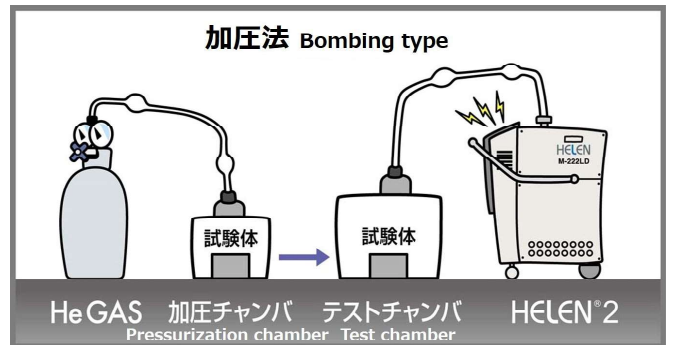 加圧法 Bombing type
HELEN
M-222LD
試験体
試験体
He GAS 加圧チャンバ テストチャンバ HELEN®2
Pressurization chamber Test chamber